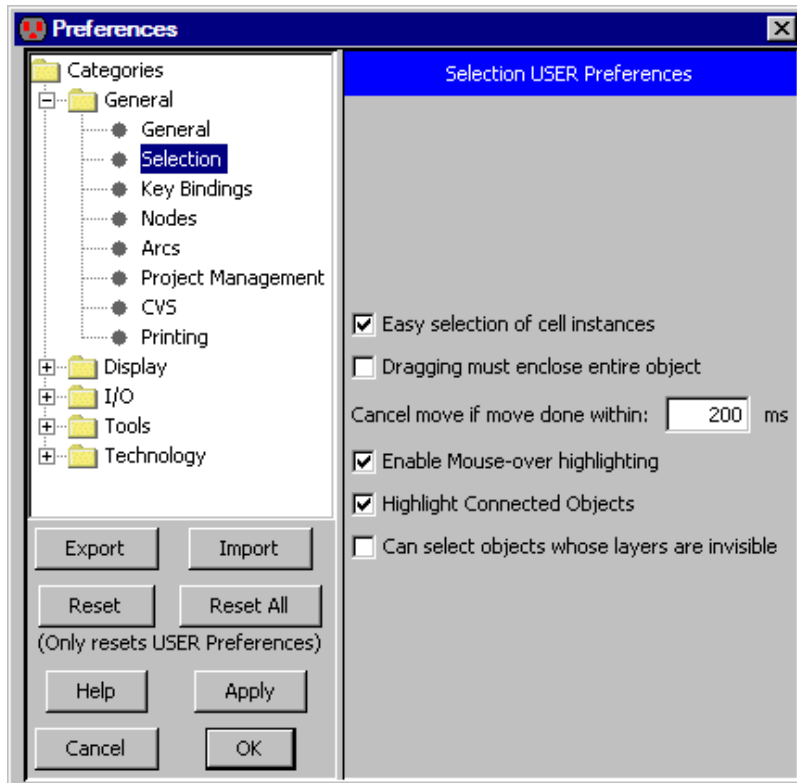 Preferences
Categories
General
General
Selection
Key Bindings
Nodes
Arcs
Project Management
CVS
Printing
Display
I/O
Tools
Technology
Export Import
Reset Reset All
(Only resets USER Preferences)
Help Apply
Cancel OK
Selection USER Preferences
Easy selection of cell instances
Dragging must enclose entire object
Cancel move if move done within: 200 ms
Enable Mouse-over highlighting
Highlight Connected Objects
Can select objects whose layers are invisible